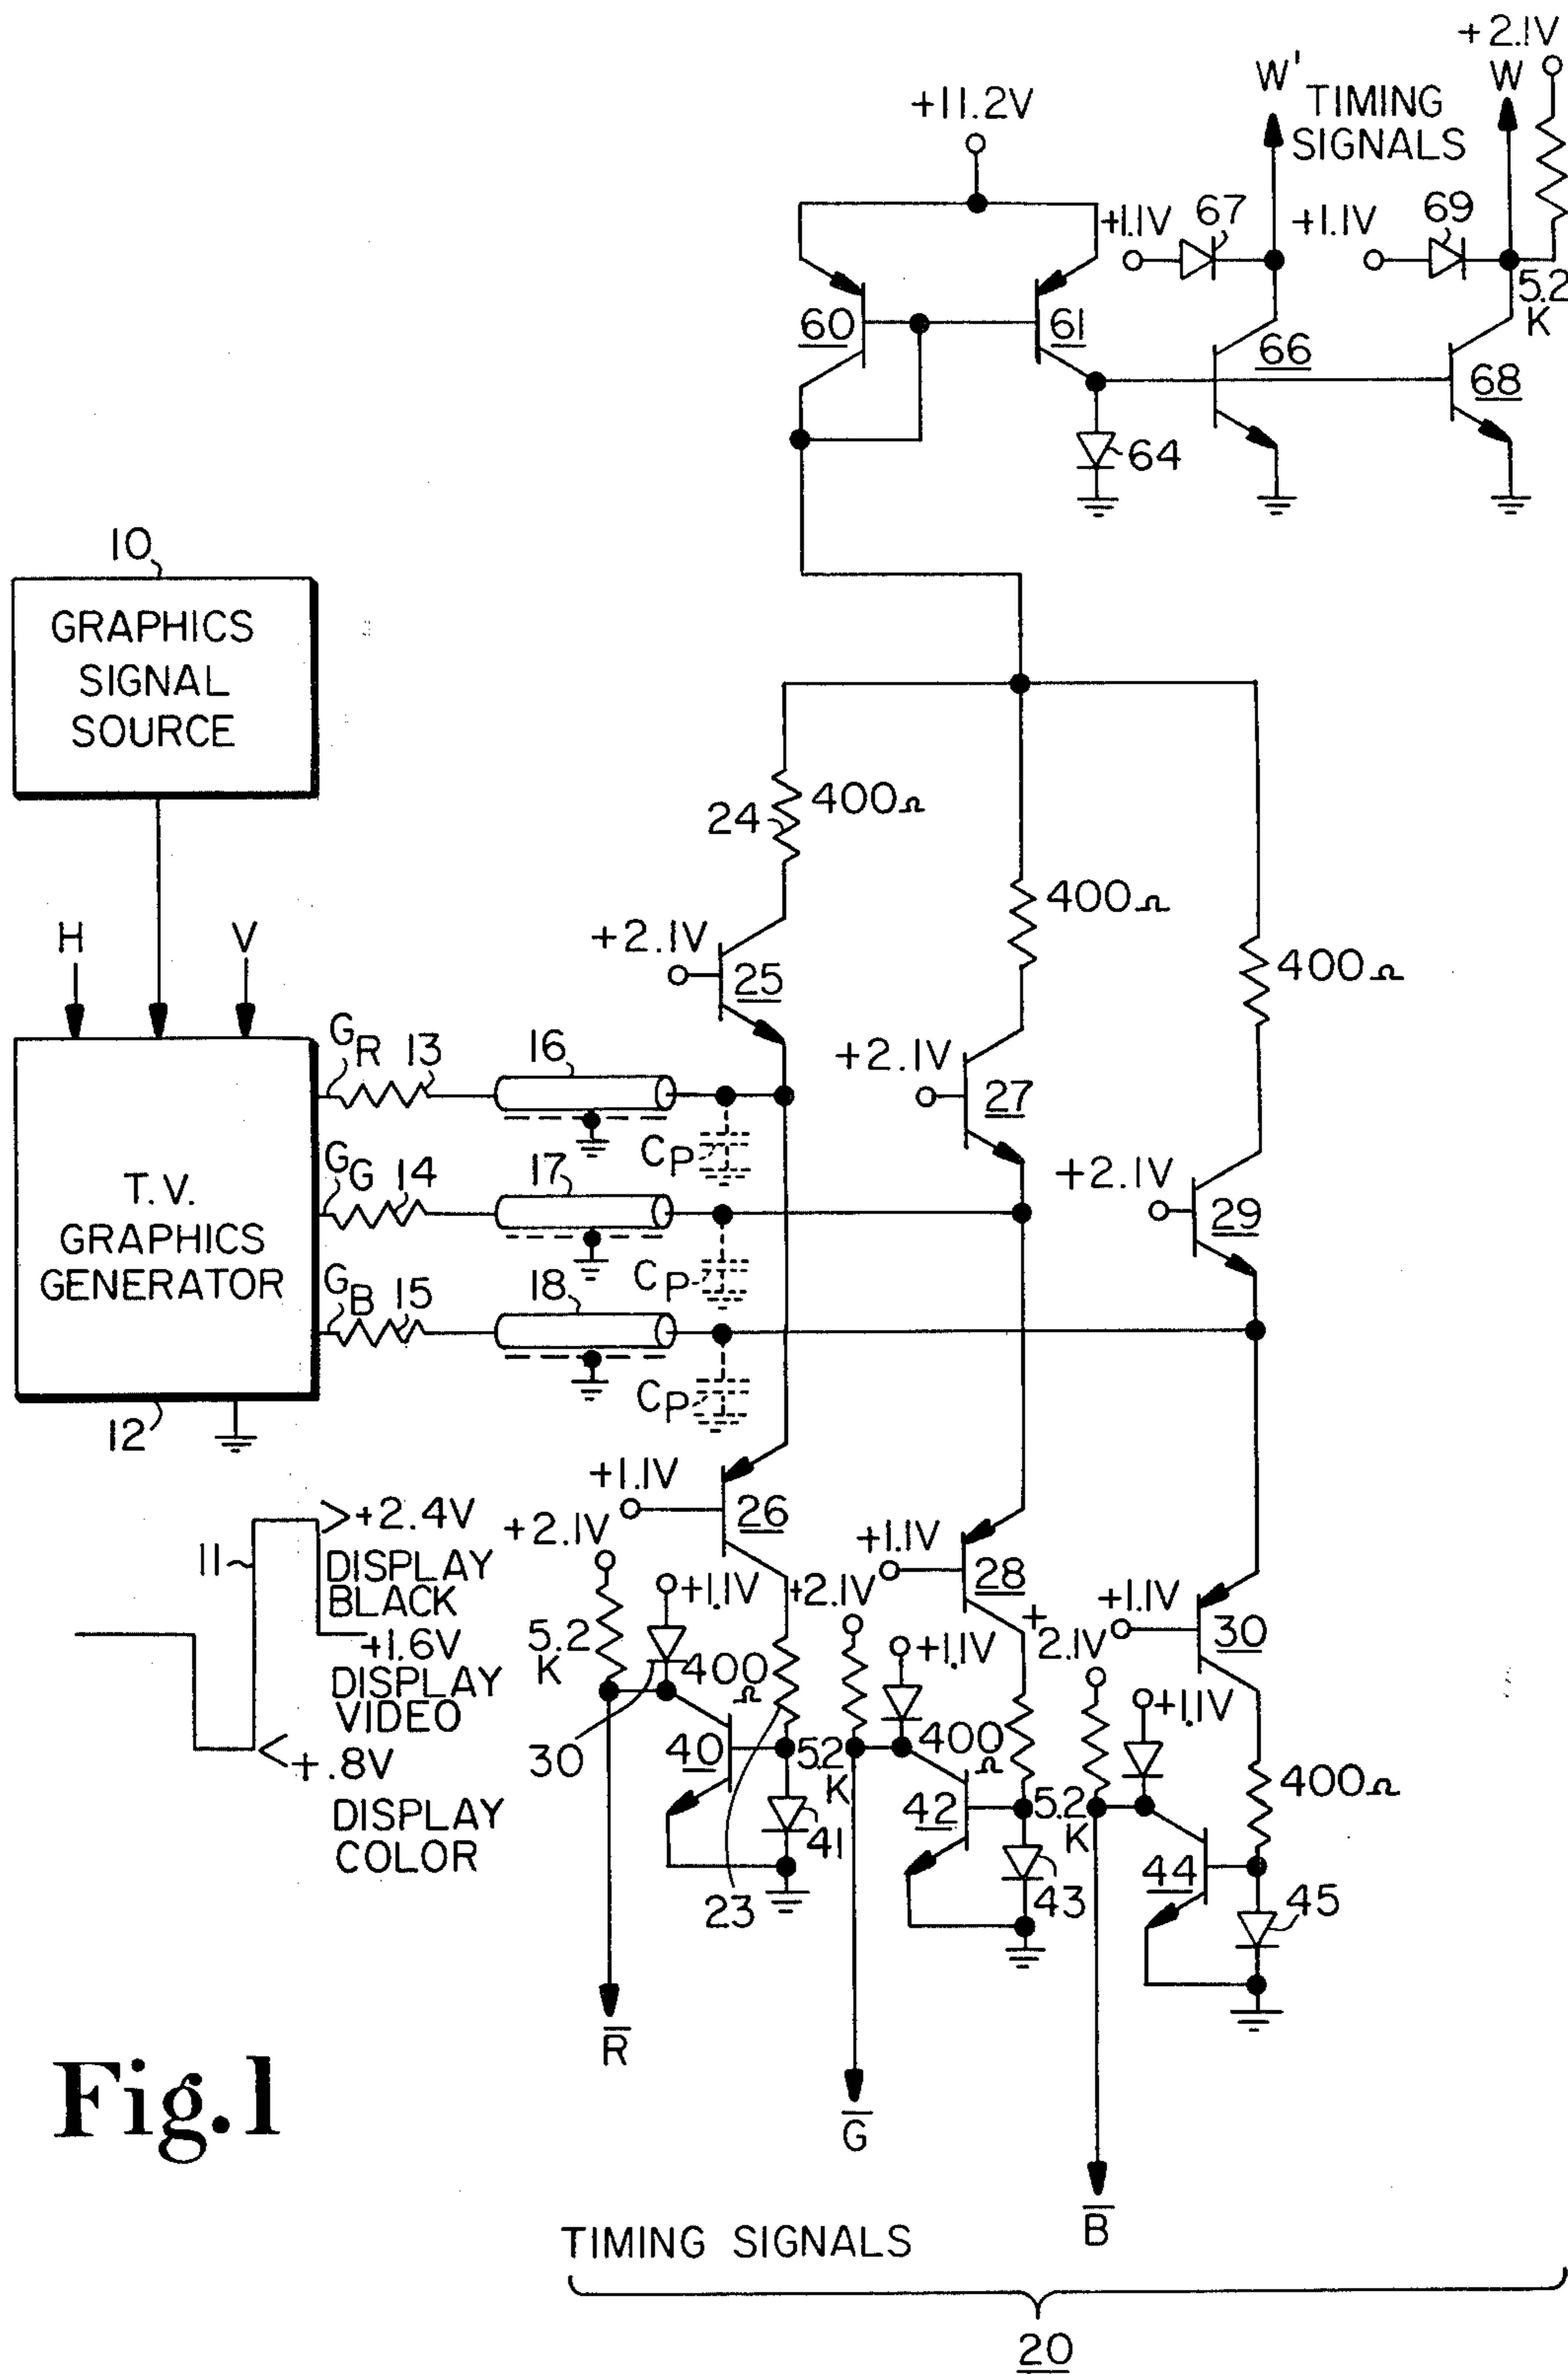 +2.1V
W' TIMING
SIGNALS
W
+11.2V
+1.1V
67
+1.1V
69
5.2
K
60
61
66
68
64
10
GRAPHICS
SIGNAL
SOURCE
24
400Ω
400Ω
400Ω
H
V
+2.1V
25
+2.1V
27
+2.1V
29
GR
13
16
CP
GG
14
17
CP
GB
15
18
CP
T.V.
GRAPHICS
GENERATOR
12
11
+2.4V
DISPLAY
BLACK
+1.6V
DISPLAY
VIDEO
+.8V
DISPLAY
COLOR
+1.1V
26
+2.1V
+1.1V
5.2
K
400
Ω
30
40
41
23
+1.1V
28
+2.1V
+1.1V
5.2
K
400
Ω
42
43
+1.1V
30
+
2.1V
+1.1V
5.2
K
400Ω
44
45
R̅
G̅
B̅
Fig.1
TIMING SIGNALS
20